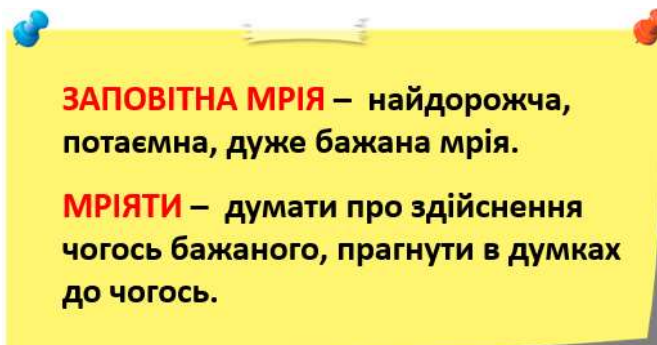 ЗАПОВІТНА МРІЯ – найдорожча,
потаємна, дуже бажана мрія.
МРІЯТИ – думати про здійснення
чогось бажаного, прагнути в думках
до чогось.